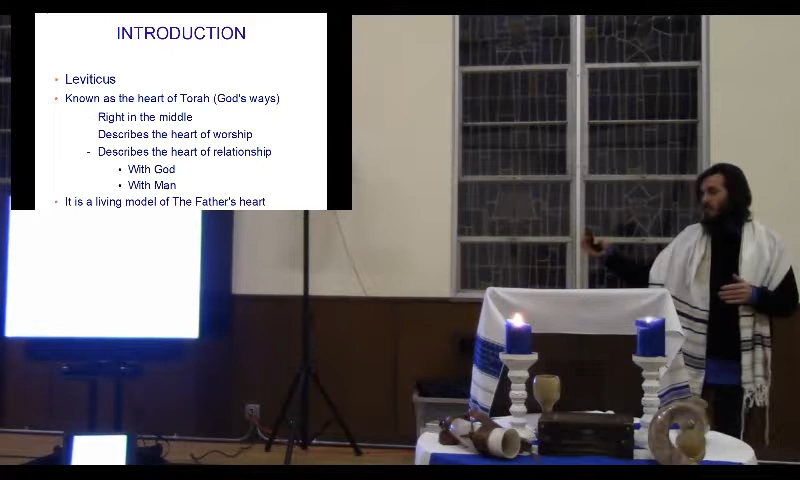 INTRODUCTION
• Leviticus
• Known as the heart of Torah (God's ways)
Right in the middle
Describes the heart of worship
- Describes the heart of relationship
• With God
• With Man
• It is a living model of The Father's heart